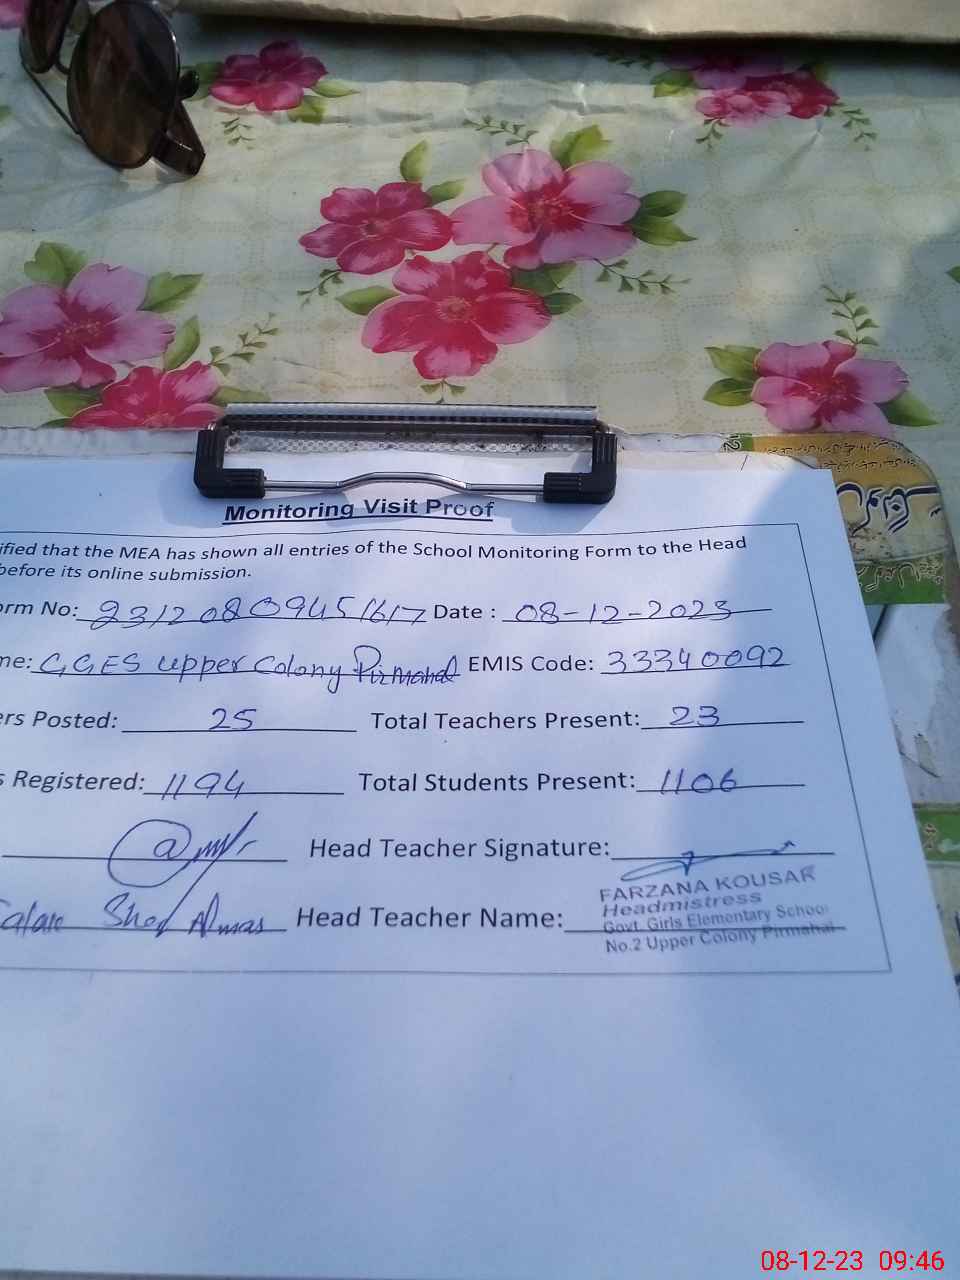 Monitoring Visit Proof
ified that the MEA has shown all entries of the School Monitoring Form to the Head
before its online submission.
orm No: 23120809451617 Date : 08-12-2023
me: GGES Upper Colony Pirmahal EMIS Code: 33340092
ers Posted: 25 Total Teachers Present: 23
s Registered: 1194 Total Students Present: 1106
Head Teacher Signature:
Almas Head Teacher Name:
FARZANA KOUSAR
Headmistress
Govt. Girls Elementary School
No.2 Upper Colony Pirmahal
08-12-23 09:46